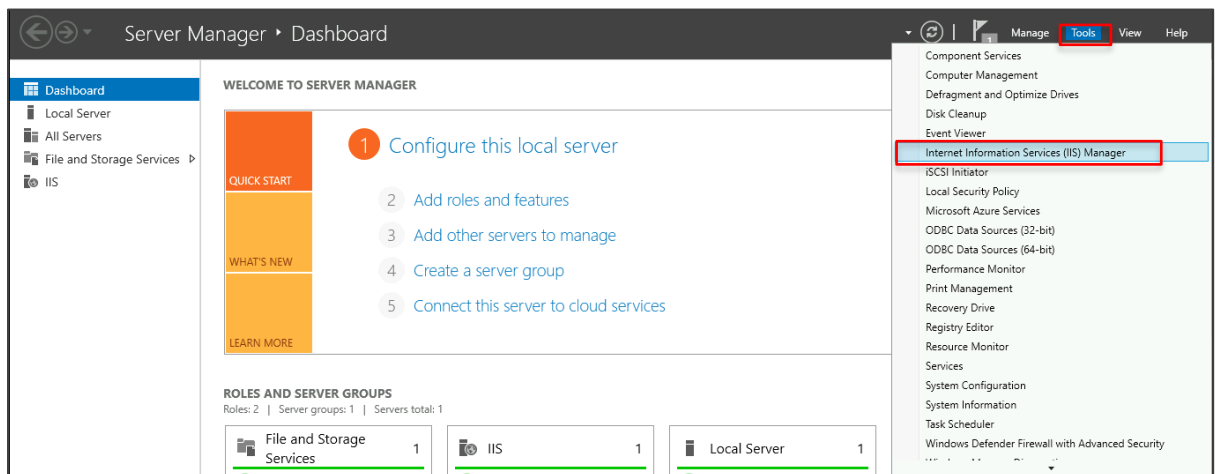 Server Manager ‣ Dashboard
1
Manage
Tools
View
Help
Dashboard
Local Server
All Servers
File and Storage Services
IIS
WELCOME TO SERVER MANAGER
QUICK START
WHAT'S NEW
LEARN MORE
1 Configure this local server
2 Add roles and features
3 Add other servers to manage
4 Create a server group
5 Connect this server to cloud services
ROLES AND SERVER GROUPS
Roles: 2 | Server groups: 1 | Servers total: 1
File and Storage
Services
1
IIS
1
Local Server
1
Component Services
Computer Management
Defragment and Optimize Drives
Disk Cleanup
Event Viewer
Internet Information Services (IIS) Manager
iSCSI Initiator
Local Security Policy
Microsoft Azure Services
ODBC Data Sources (32-bit)
ODBC Data Sources (64-bit)
Performance Monitor
Print Management
Recovery Drive
Registry Editor
Resource Monitor
Services
System Configuration
System Information
Task Scheduler
Windows Defender Firewall with Advanced Security